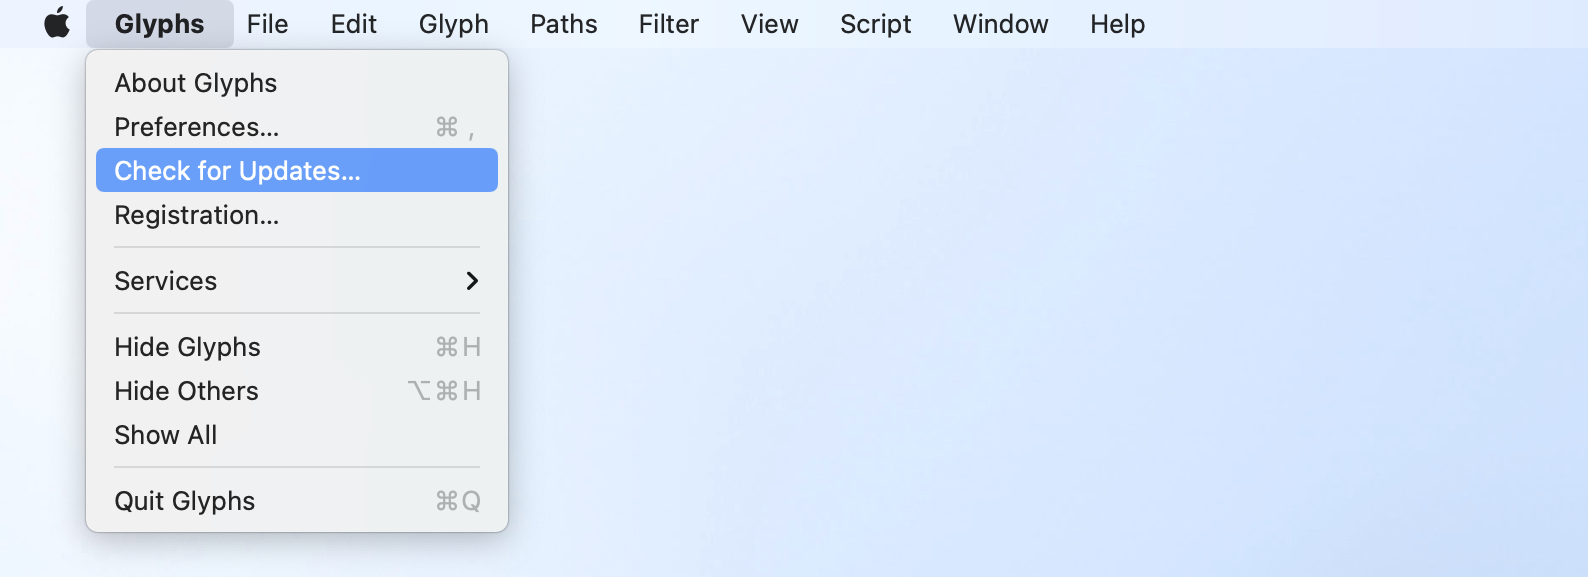 Glyphs File Edit Glyph Paths Filter View Script Window Help
About Glyphs
Preferences... ⌘ ,
Check for Updates...
Registration...
Services
Hide Glyphs ⌘H
Hide Others ⌥⌘H
Show All
Quit Glyphs ⌘Q